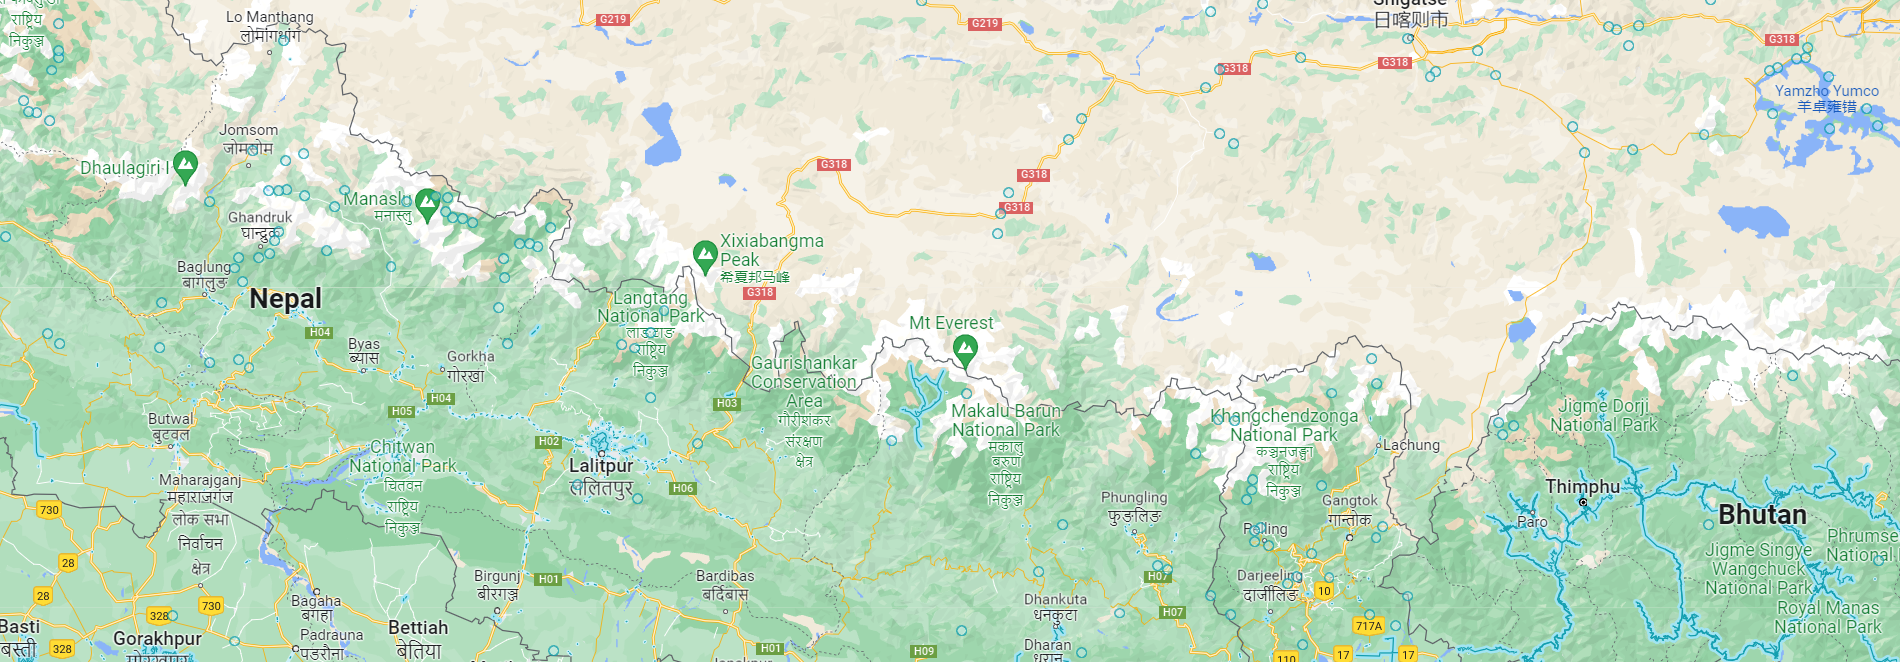 राष्ट्रिय
निकुञ्ज
Lo Manthang
लोमोंगथांग
G219
G219
日喀则市
G318
G318
G318
Yamzho Yumco
羊卓雍错
Jomsom
जोमसोम
Dhaulagiri I
Manaslu
मनास्लु
G318
G318
G318
Ghandruk
घान्द्रुक
Xixiabangma
Peak
希夏邦马峰
G318
Baglung
बागलुङ
Nepal
Langtang
National Park
लाङटाङ
राष्ट्रिय
निकुञ्ज
H04
Byas
ब्यास
Gorkha
गोरखा
Mt Everest
Gaurishankar
Conservation
Area
गौरीशंकर
संरक्षण
क्षेत्र
H04
H05
H03
Butwal
बुटवल
Chitwan
National Park
चितवन
राष्ट्रिय
निकुञ्ज
H02
Lalitpur
ललितपुर
H06
Makalu Barun
National Park
मकालु
बरुण
राष्ट्रिय
निकुञ्ज
Khangchendzonga
National Park
कञ्चनजङ्घा
राष्ट्रिय
निकुञ्ज
Lachung
Jigme Dorji
National Park
Maharajganj
महाराजगंज
लोक सभा
निर्वाचन
क्षेत्र
730
28
28
328
328
730
Phungling
फुङलिङ
Gangtok
गान्तोक
Thimphu
Paro
Bhutan
Phrumse
National
Jigme Singye
Wangchuck
National Park
Royal Manas
National Park
Birgunj
बीरगञ्ज
H01
Bardibas
बर्दिबास
Bagaha
बगहा
Padrauna
पडरौना
Bettiah
बेतिया
Basti
बस्ती
Gorakhpur
H01
H09
Dhankuta
धनकुटा
Dharan
H07
H07
Darjeeling
दार्जीलिङ
10
717A
110
17
17